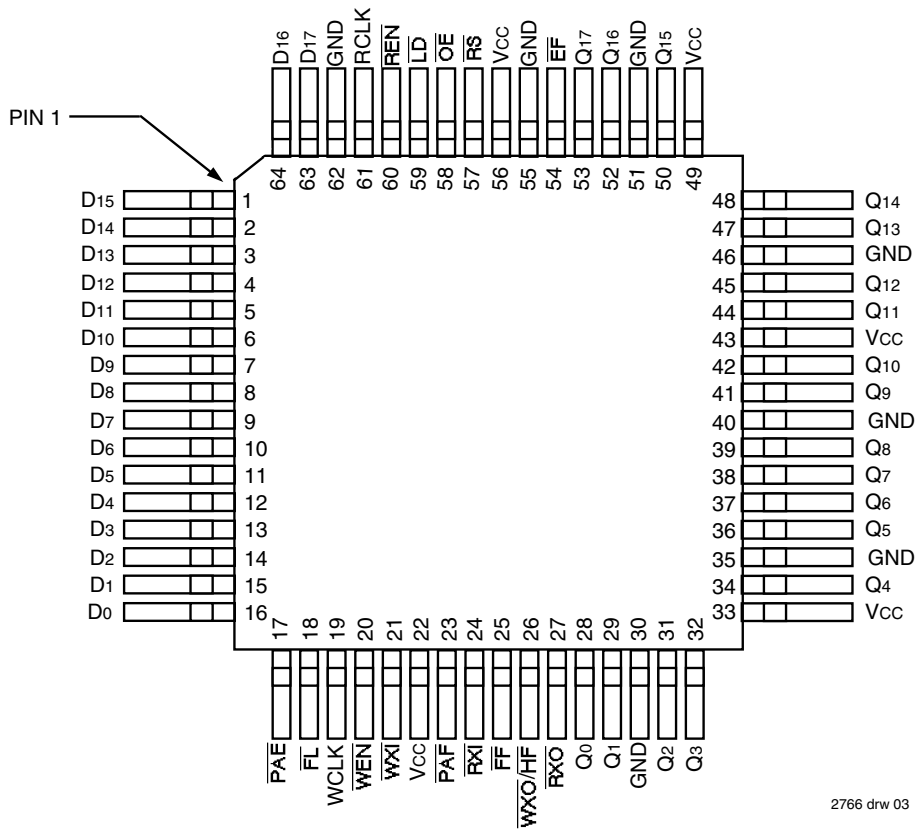 D16 D17 GND RCLK REN LD OE RS VCC GND EF Q17 Q16 GND Q15 VCC
PIN 1
64 63 62 61 60 59 58 57 56 55 54 53 52 51 50 49
D15 1 48 Q14
D14 2 47 Q13
D13 3 46 GND
D12 4 45 Q12
D11 5 44 Q11
D10 6 43 VCC
D9 7 42 Q10
D8 8 41 Q9
D7 9 40 GND
D6 10 39 Q8
D5 11 38 Q7
D4 12 37 Q6
D3 13 36 Q5
D2 14 35 GND
D1 15 34 Q4
D0 16 33 VCC
17 18 19 20 21 22 23 24 25 26 27 28 29 30 31 32
PAE FL WCLK WEN WXI VCC PAF RXI FF WXO/HF RXO Q0 Q1 GND Q2 Q3
2766 drw 03